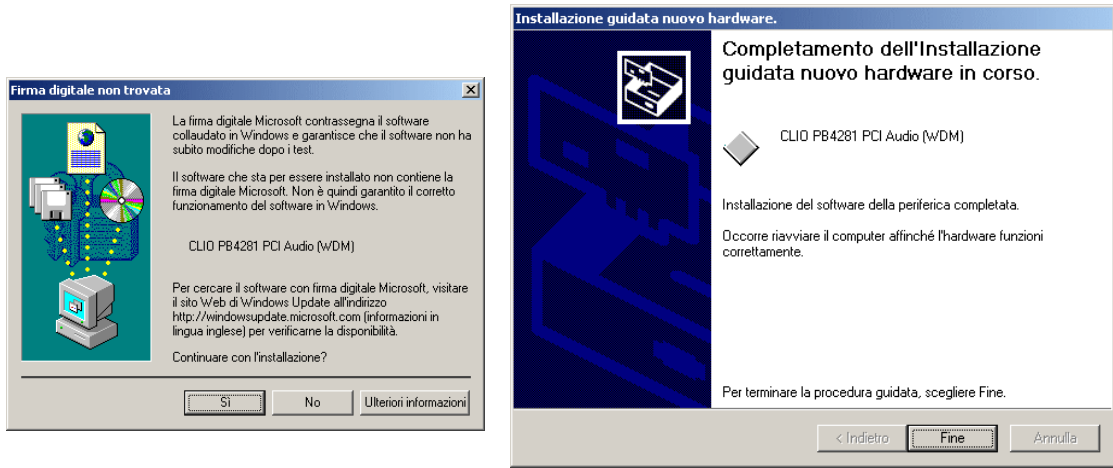 Firma digitale non trovata
La firma digitale Microsoft contrassegna il software
collaudato in Windows e garantisce che il software non ha
subito modifiche dopo i test.
Il software che sta per essere installato non contiene la
firma digitale Microsoft. Non è quindi garantito il corretto
funzionamento del software in Windows.
CLIO PB4281 PCI Audio (WDM)
Per cercare il software con firma digitale Microsoft, visitare
il sito Web di Windows Update all'indirizzo
http://windowsupdate.microsoft.com (informazioni in
lingua inglese) per verificarne la disponibilità.
Continuare con l'installazione?
Sì
No
Ulteriori informazioni
Installazione guidata nuovo hardware.
Completamento dell'Installazione
guidata nuovo hardware in corso.
CLIO PB4281 PCI Audio (WDM)
Installazione del software della periferica completata.
Occorre riavviare il computer affinché l'hardware funzioni
correttamente.
Per terminare la procedura guidata, scegliere Fine.
< Indietro
Fine
Annulla